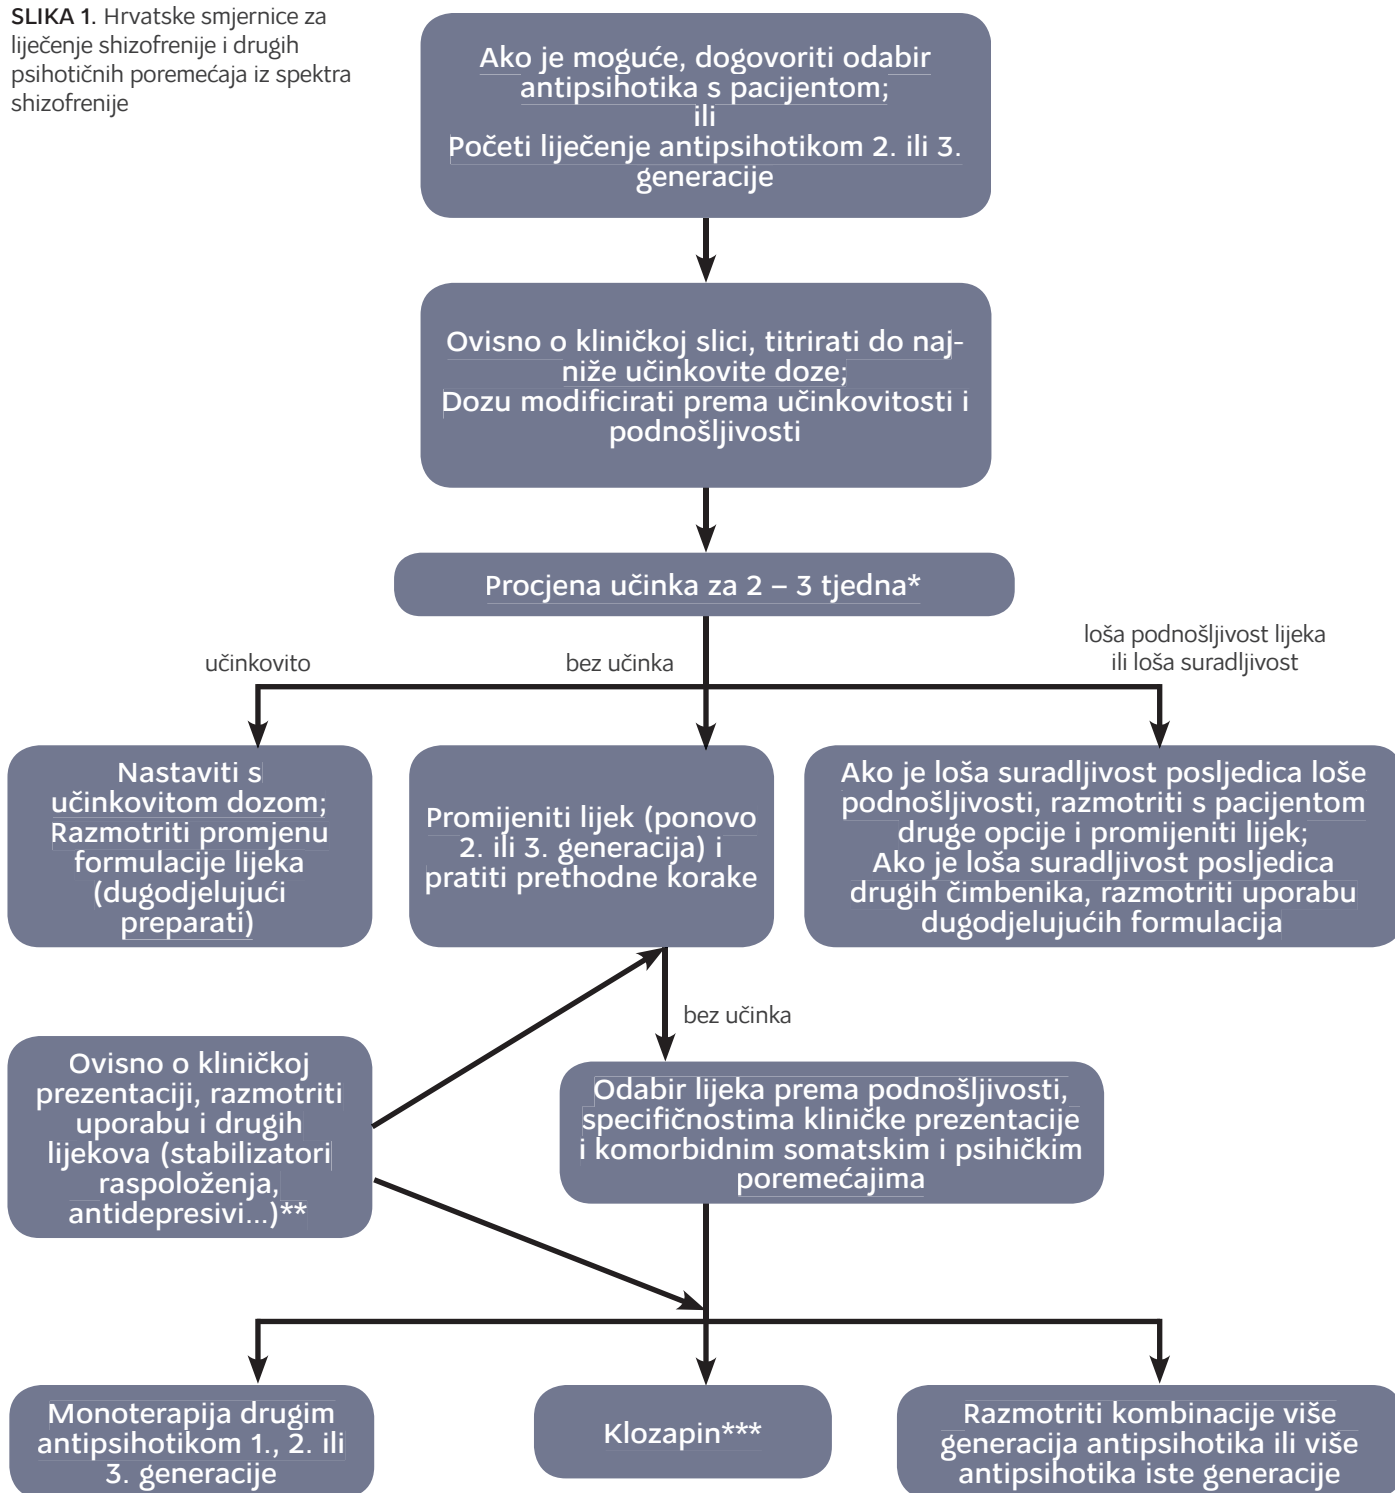 SLIKA 1. Hrvatske smjernice za
liječenje shizofrenije i drugih
psihotičnih poremećaja iz spektra
shizofrenije
Ako je moguće, dogovoriti odabir
antipsihotika s pacijentom;
ili
Početi liječenje antipsihotikom 2. ili 3.
generacije
Ovisno o kliničkoj slici, titrirati do naj-
niže učinkovite doze;
Dozu modificirati prema učinkovitosti i
podnošljivosti
Procjena učinka za 2 – 3 tjedna*
učinkovito
bez učinka
loša podnošljivost lijeka
ili loša suradljivost
Nastaviti s
učinkovitom dozom;
Razmotriti promjenu
formulacije lijeka
(dugodjelujući
preparati)
Promijeniti lijek (ponovo
2. ili 3. generacija) i
pratiti prethodne korake
Ako je loša suradljivost posljedica loše
podnošljivosti, razmotriti s pacijentom
druge opcije i promijeniti lijek;
Ako je loša suradljivost posljedica
drugih čimbenika, razmotriti uporabu
dugodjelujućih formulacija
bez učinka
Ovisno o kliničkoj
prezentaciji, razmotriti
uporabu i drugih
lijekova (stabilizatori
raspoloženja,
antidepresivi...)**
Odabir lijeka prema podnošljivosti,
specifičnostima kliničke prezentacije
i komorbidnim somatskim i psihičkim
poremećajima
Monoterapija drugim
antipsihotikom 1., 2. ili
3. generacije
Klozapin***
Razmotriti kombinacije više
generacija antipsihotika ili više
antipsihotika iste generacije